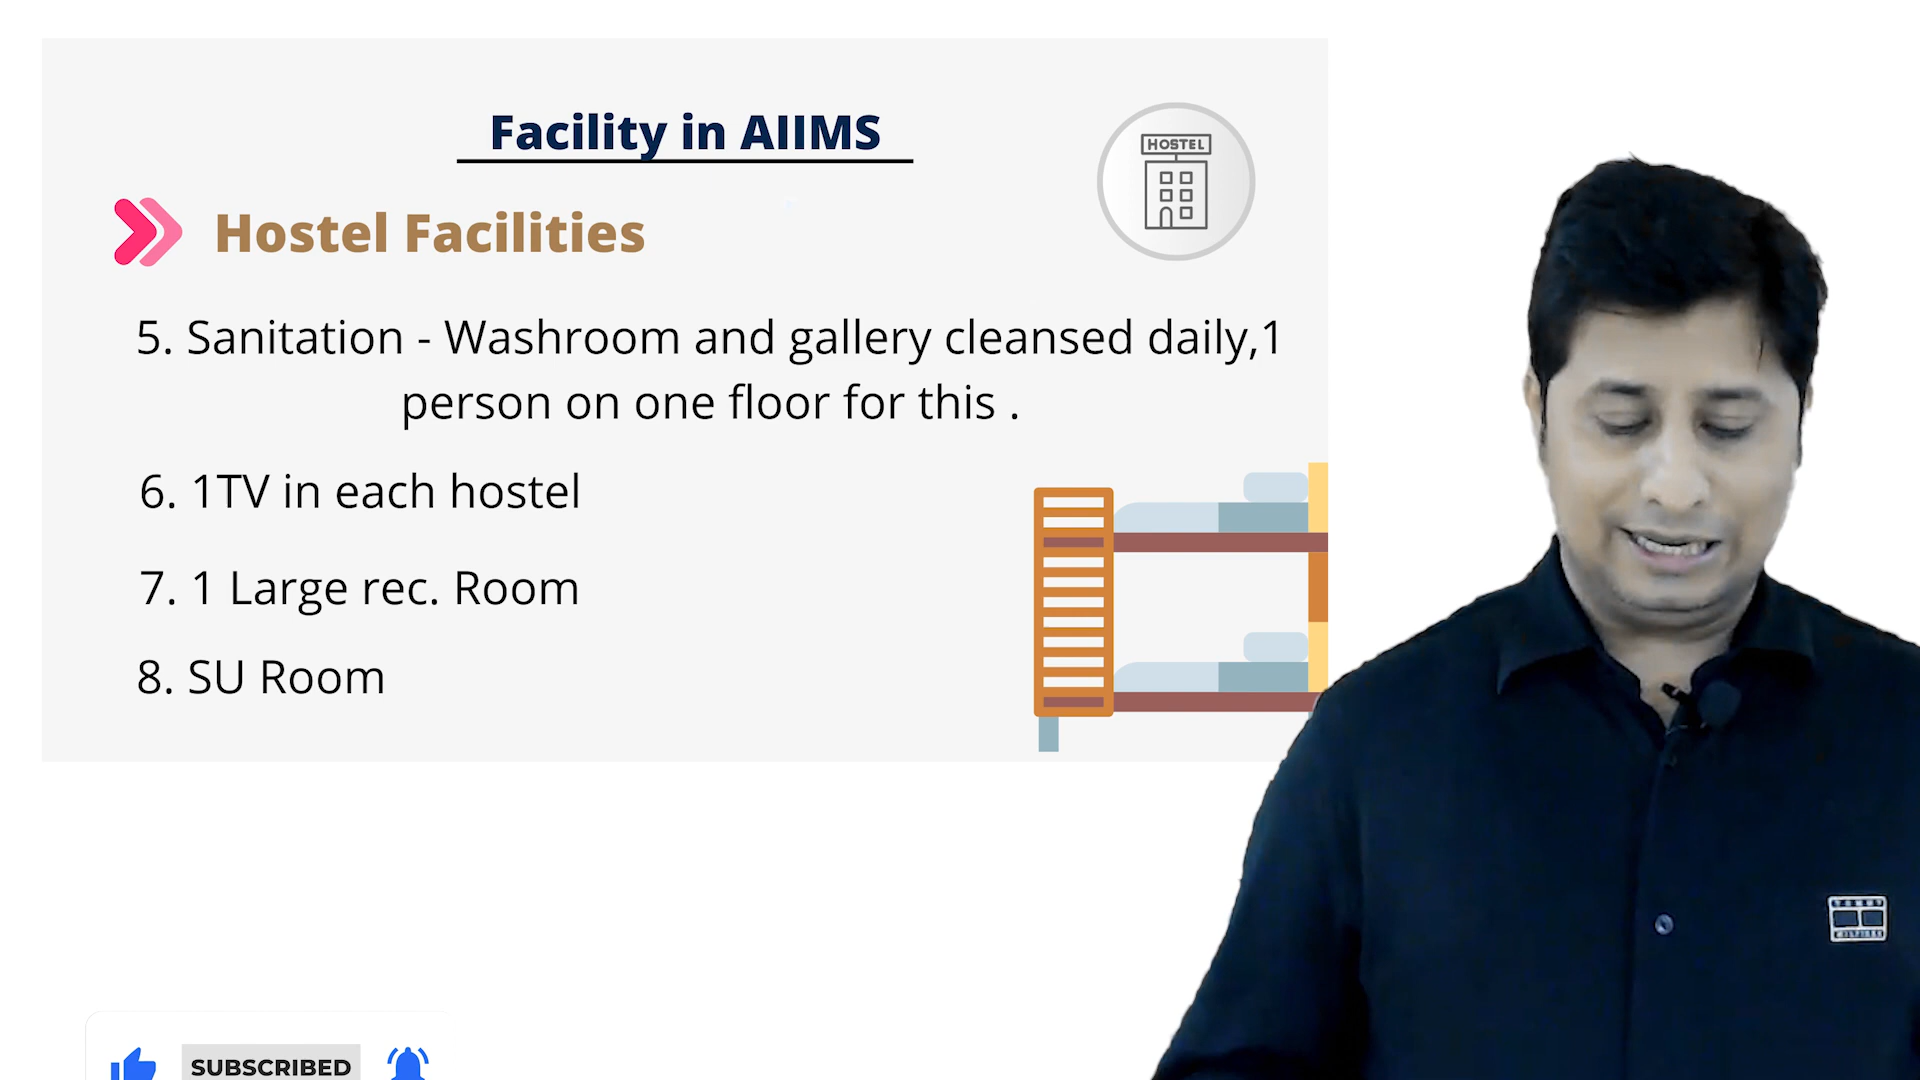 Facility in AIIMS
HOSTEL
Hostel Facilities
5. Sanitation - Washroom and gallery cleansed daily,1
person on one floor for this .
6. 1TV in each hostel
7. 1 Large rec. Room
8. SU Room
SUBSCRIBED